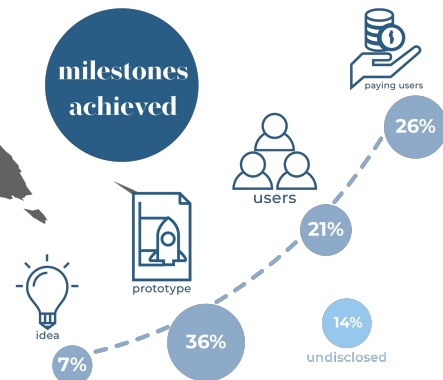 milestones
achieved
paying users
26%
users
21%
prototype
36%
14%
undisclosed
idea
7%